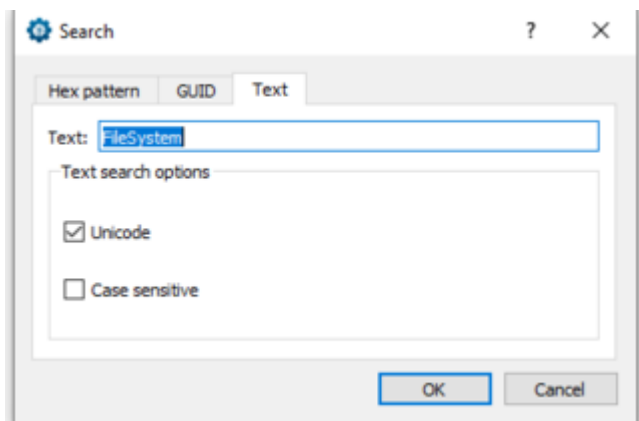 Search ?
Hex pattern GUID Text
Text: FileSystem
Text search options
Unicode
Case sensitive
OK Cancel